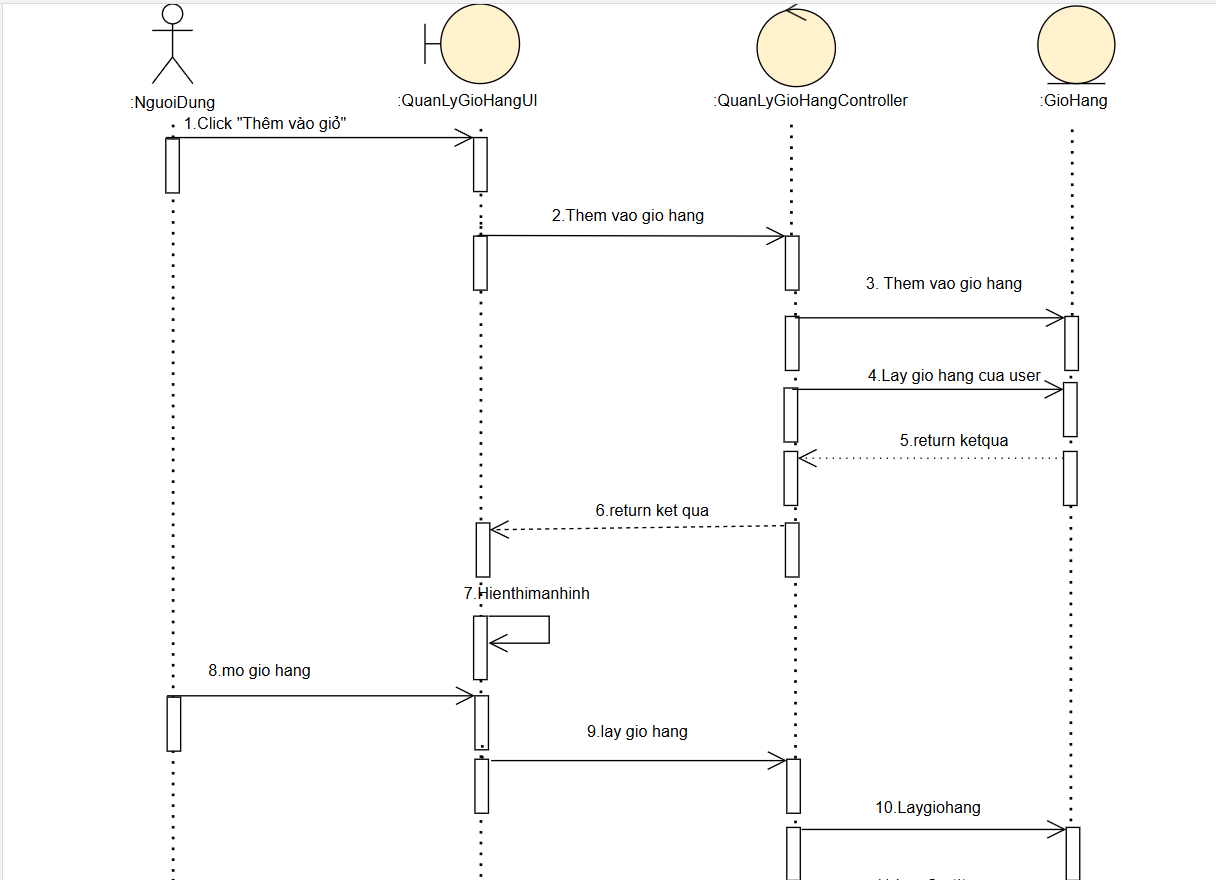 :NguoiDung
:QuanLyGioHangUI
:QuanLyGioHangController
:GioHang
1.Click "Thêm vào giỏ"
2.Them vao gio hang
3. Them vao gio hang
4.Lay gio hang cua user
5.return ketqua
6.return ket qua
7.Hienthimanhinh
8.mo gio hang
9.lay gio hang
10.Laygiohang